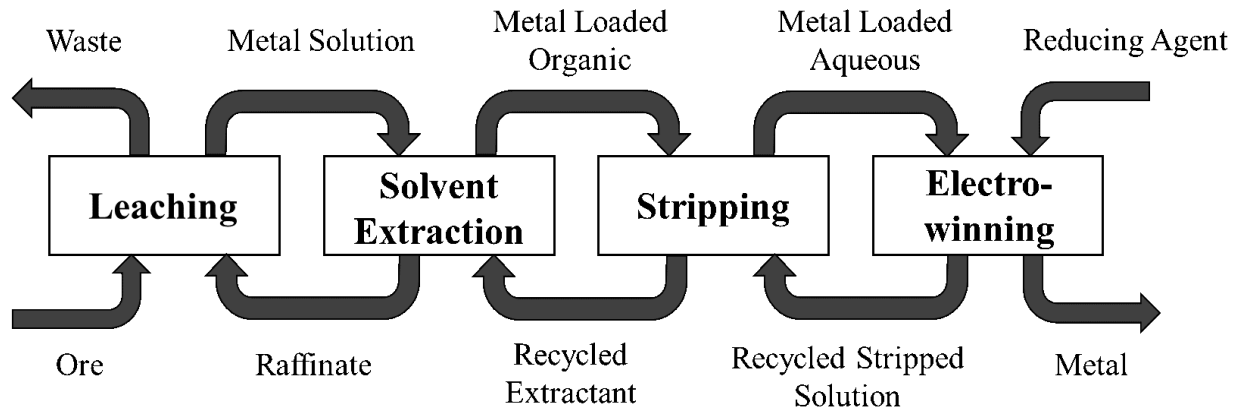 Waste
Metal Solution
Metal Loaded
Organic
Metal Loaded
Aqueous
Reducing Agent
Leaching
Solvent
Extraction
Stripping
Electro-
winning
Ore
Raffinate
Recycled
Extractant
Recycled Stripped
Solution
Metal